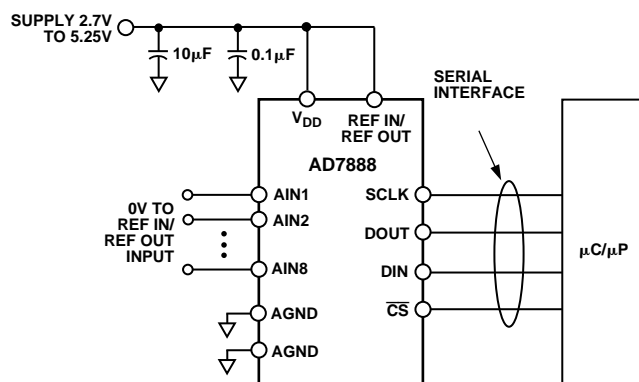 SUPPLY 2.7V
TO 5.25V
10µF
0.1µF
SERIAL
INTERFACE
VDD
REF IN/
REF OUT
AD7888
AIN1
AIN2
AIN8
AGND
AGND
0V TO
REF IN/
REF OUT
INPUT
SCLK
DOUT
DIN
CS
µC/µP